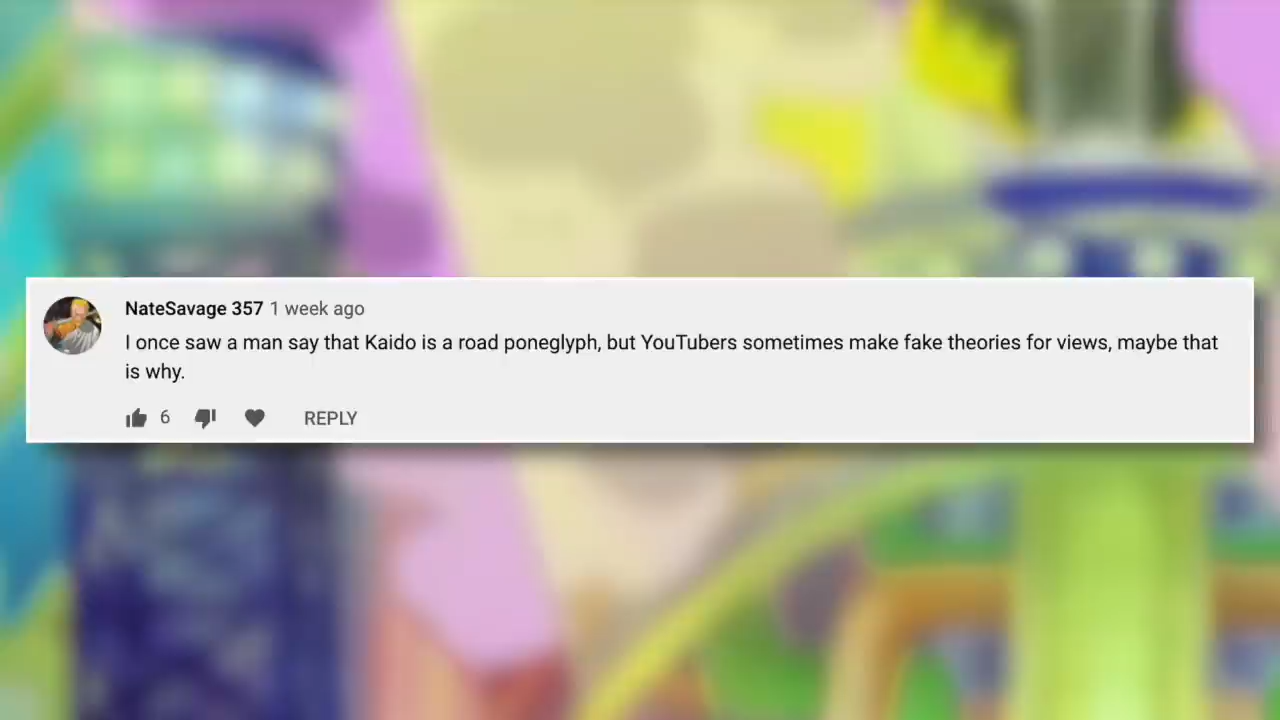 NateSavage 357 1 week ago
I once saw a man say that Kaido is a road poneglyph, but YouTubers sometimes make fake theories for views, maybe that
is why.
6 REPLY